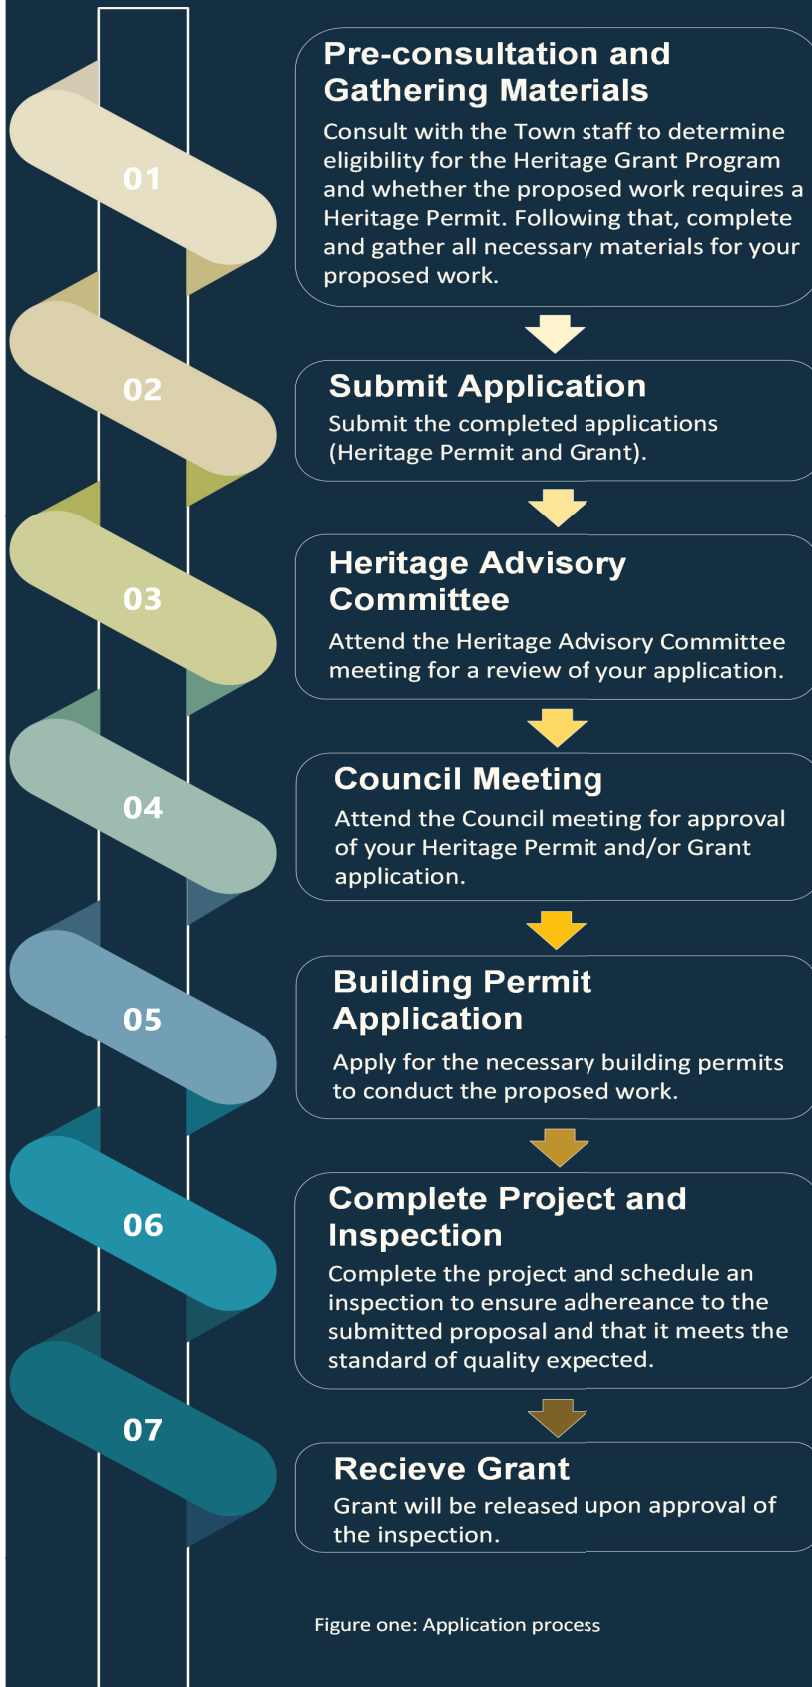 01
Pre-consultation and
Gathering Materials
Consult with the Town staff to determine
eligibility for the Heritage Grant Program
and whether the proposed work requires a
Heritage Permit. Following that, complete
and gather all necessary materials for your
proposed work.
02
Submit Application
Submit the completed applications
(Heritage Permit and Grant).
03
Heritage Advisory
Committee
Attend the Heritage Advisory Committee
meeting for a review of your application.
04
Council Meeting
Attend the Council meeting for approval
of your Heritage Permit and/or Grant
application.
05
Building Permit
Application
Apply for the necessary building permits
to conduct the proposed work.
06
Complete Project and
Inspection
Complete the project and schedule an
inspection to ensure adhereance to the
submitted proposal and that it meets the
standard of quality expected.
07
Recieve Grant
Grant will be released upon approval of
the inspection.
Figure one: Application process